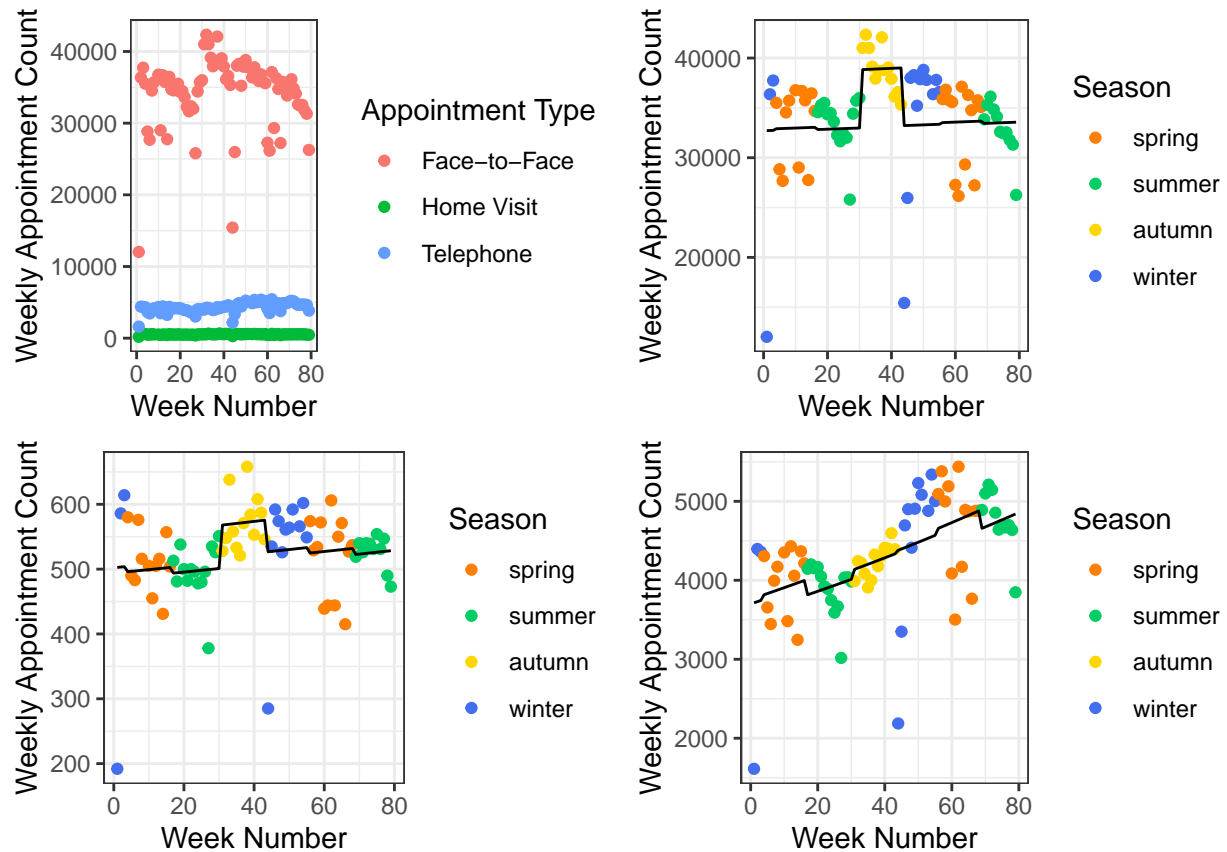 Weekly Appointment Count
40000
30000
20000
10000
0
0 20 40 60 80
Week Number
Appointment Type
Face−to−Face
Home Visit
Telephone
Weekly Appointment Count
40000
30000
20000
0 20 40 60 80
Week Number
Season
spring
summer
autumn
winter
Weekly Appointment Count
600
500
400
300
200
0 20 40 60 80
Week Number
Season
spring
summer
autumn
winter
Weekly Appointment Count
5000
4000
3000
2000
0 20 40 60 80
Week Number
Season
spring
summer
autumn
winter